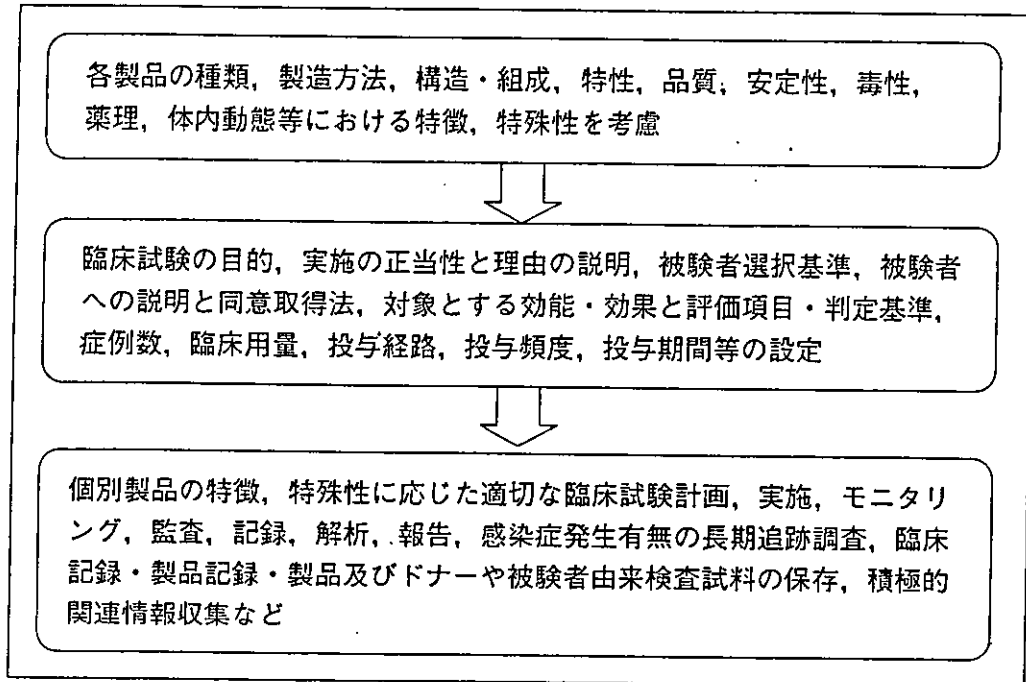 各製品の種類，製造方法，構造・組成，特性，品質；安定性，毒性，
薬理，体内動態等における特徴，特殊性を考慮
臨床試験の目的，実施の正当性と理由の説明，被験者選択基準，被験者
への説明と同意取得法，対象とする効能・効果と評価項目・判定基準，
症例数，臨床用量，投与経路，投与頻度，投与期間等の設定
個別製品の特徴，特殊性に応じた適切な臨床試験計画，実施，モニタリ
ング，監査，記録，解析，報告，感染症発生有無の長期追跡調査，臨床
記録・製品記録・製品及びドナーや被験者由来検査試料の保存，積極的
関連情報収集など